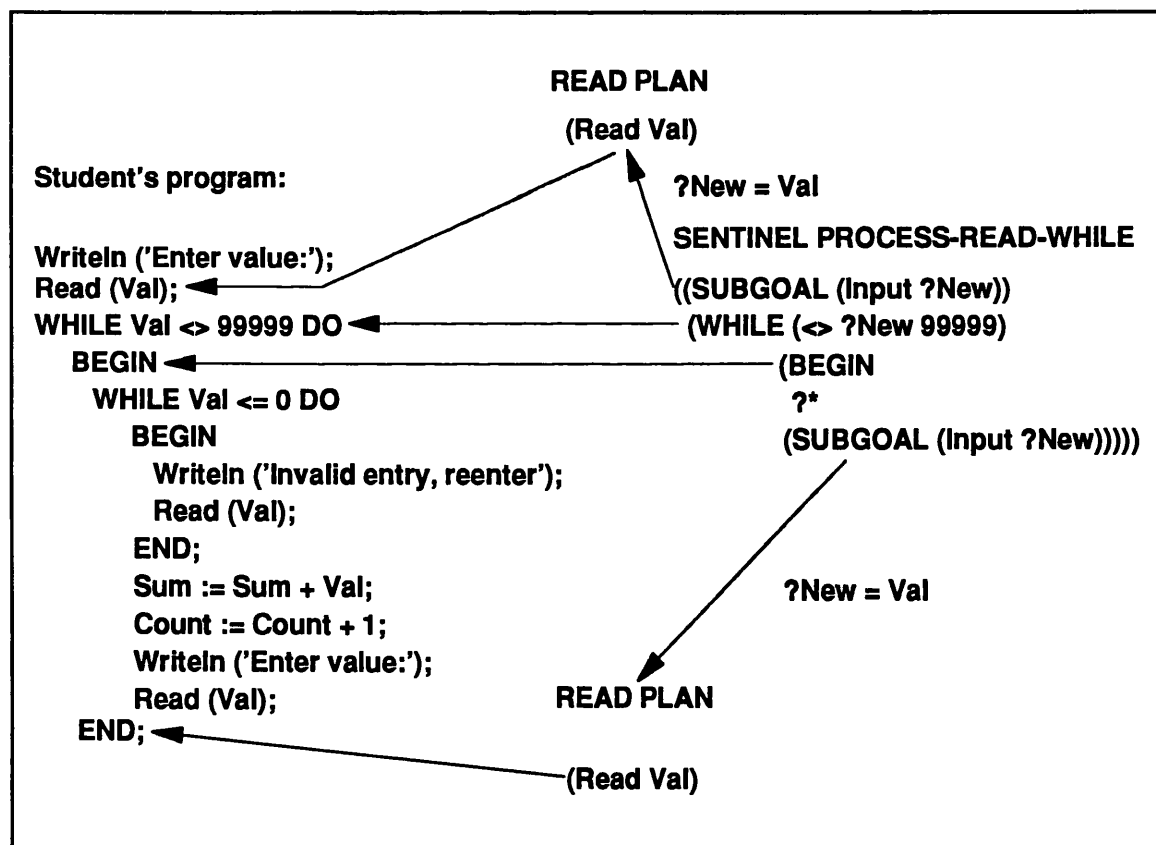 READ PLAN
(Read Val)
Student's program:
?New = Val
SENTINEL PROCESS-READ-WHILE
Writeln ('Enter value:');
Read (Val);
((SUBGOAL (Input ?New))
WHILE Val <> 99999 DO
(WHILE (<> ?New 99999)
BEGIN
(BEGIN
WHILE Val <= 0 DO
?*
BEGIN
(SUBGOAL (Input ?New)))))
Writeln ('Invalid entry, reenter');
Read (Val);
END;
Sum := Sum + Val;
?New = Val
Count := Count + 1;
Writeln ('Enter value:');
Read (Val);
READ PLAN
END;
(Read Val)